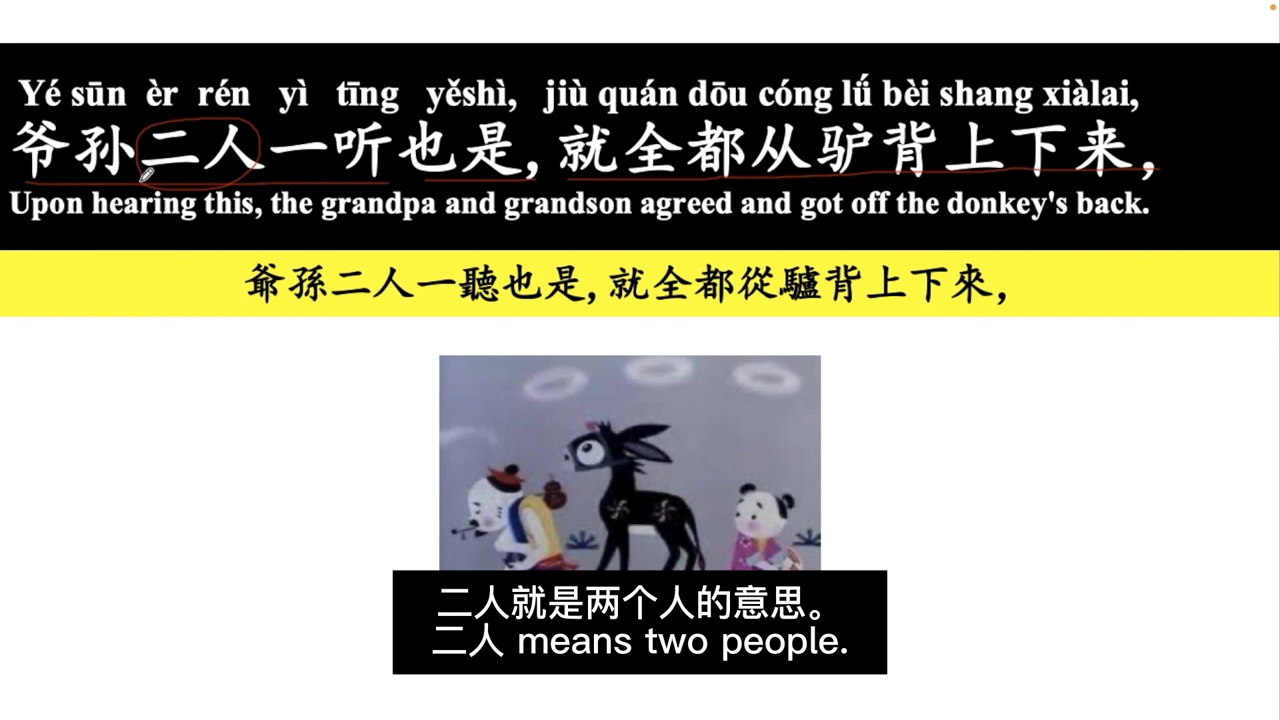 Yé sūn èr rén yì tīng yěshì, jiù quán dōu cóng lǘ bèi shang xiàlai,
爷孙二人一听也是,就全都从驴背上下来,
Upon hearing this, the grandpa and grandson agreed and got off the donkey's back.
爺孫二人一聽也是,就全都從驢背上下來,
二人就是两个人的意思。
二人 means two people.